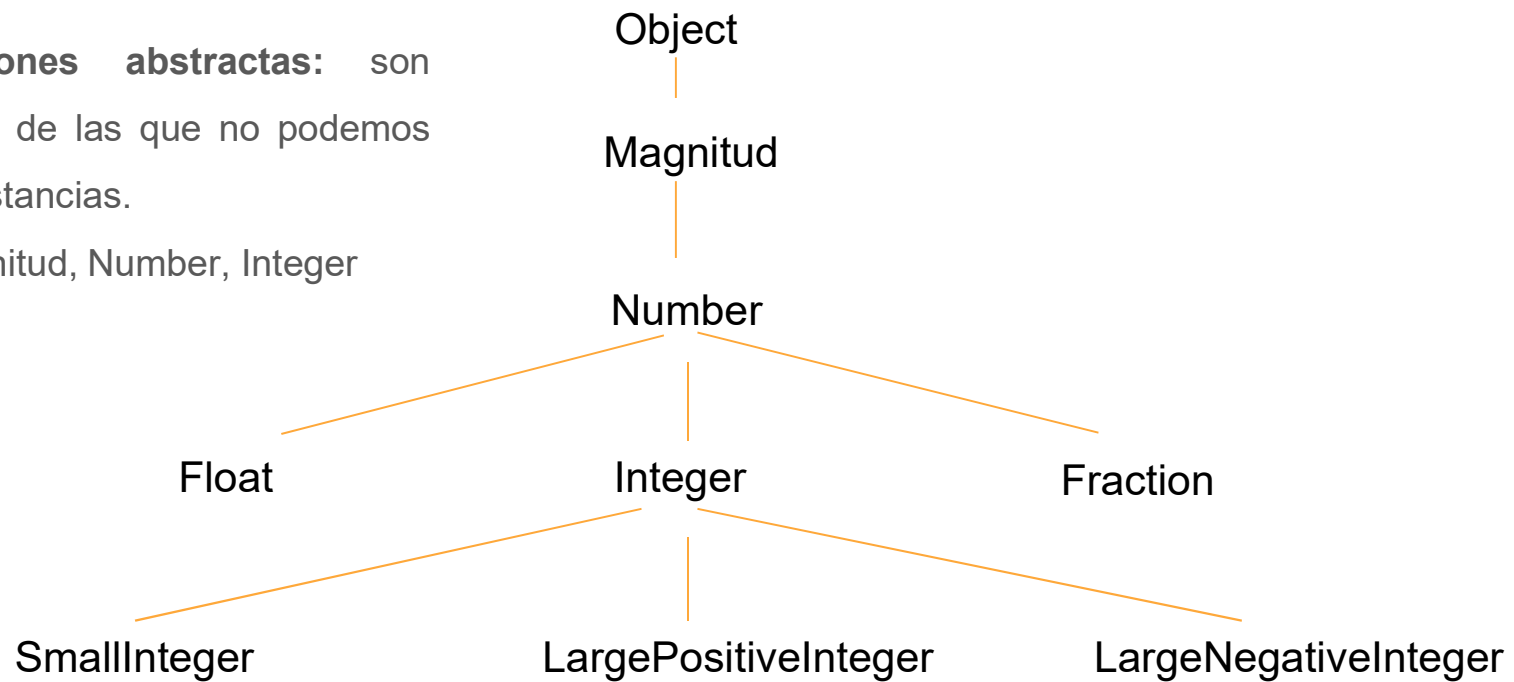 ones abstractas: son
de las que no podemos
stancias.
nitud, Number, Integer
Object
Magnitud
Number
Float Integer Fraction
SmallInteger LargePositiveInteger LargeNegativeInteger